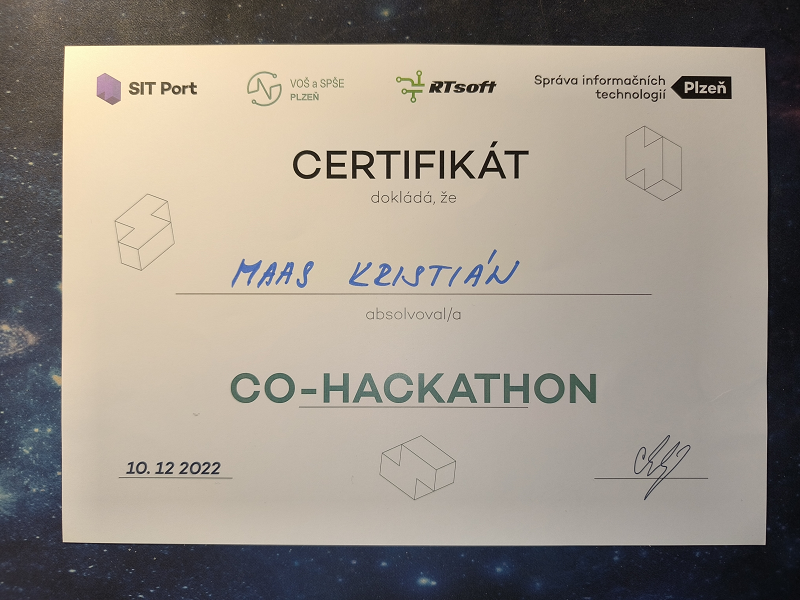 SIT Port
VOŠ a SPŠE
PLZEŇ
RTsoft
Správa informačních
technologií
Plzeň
CERTIFIKÁT
dokládá, že
MAAS KRISTIÁN
absolvoval/a
CO-HACKATHON
10. 12 2022